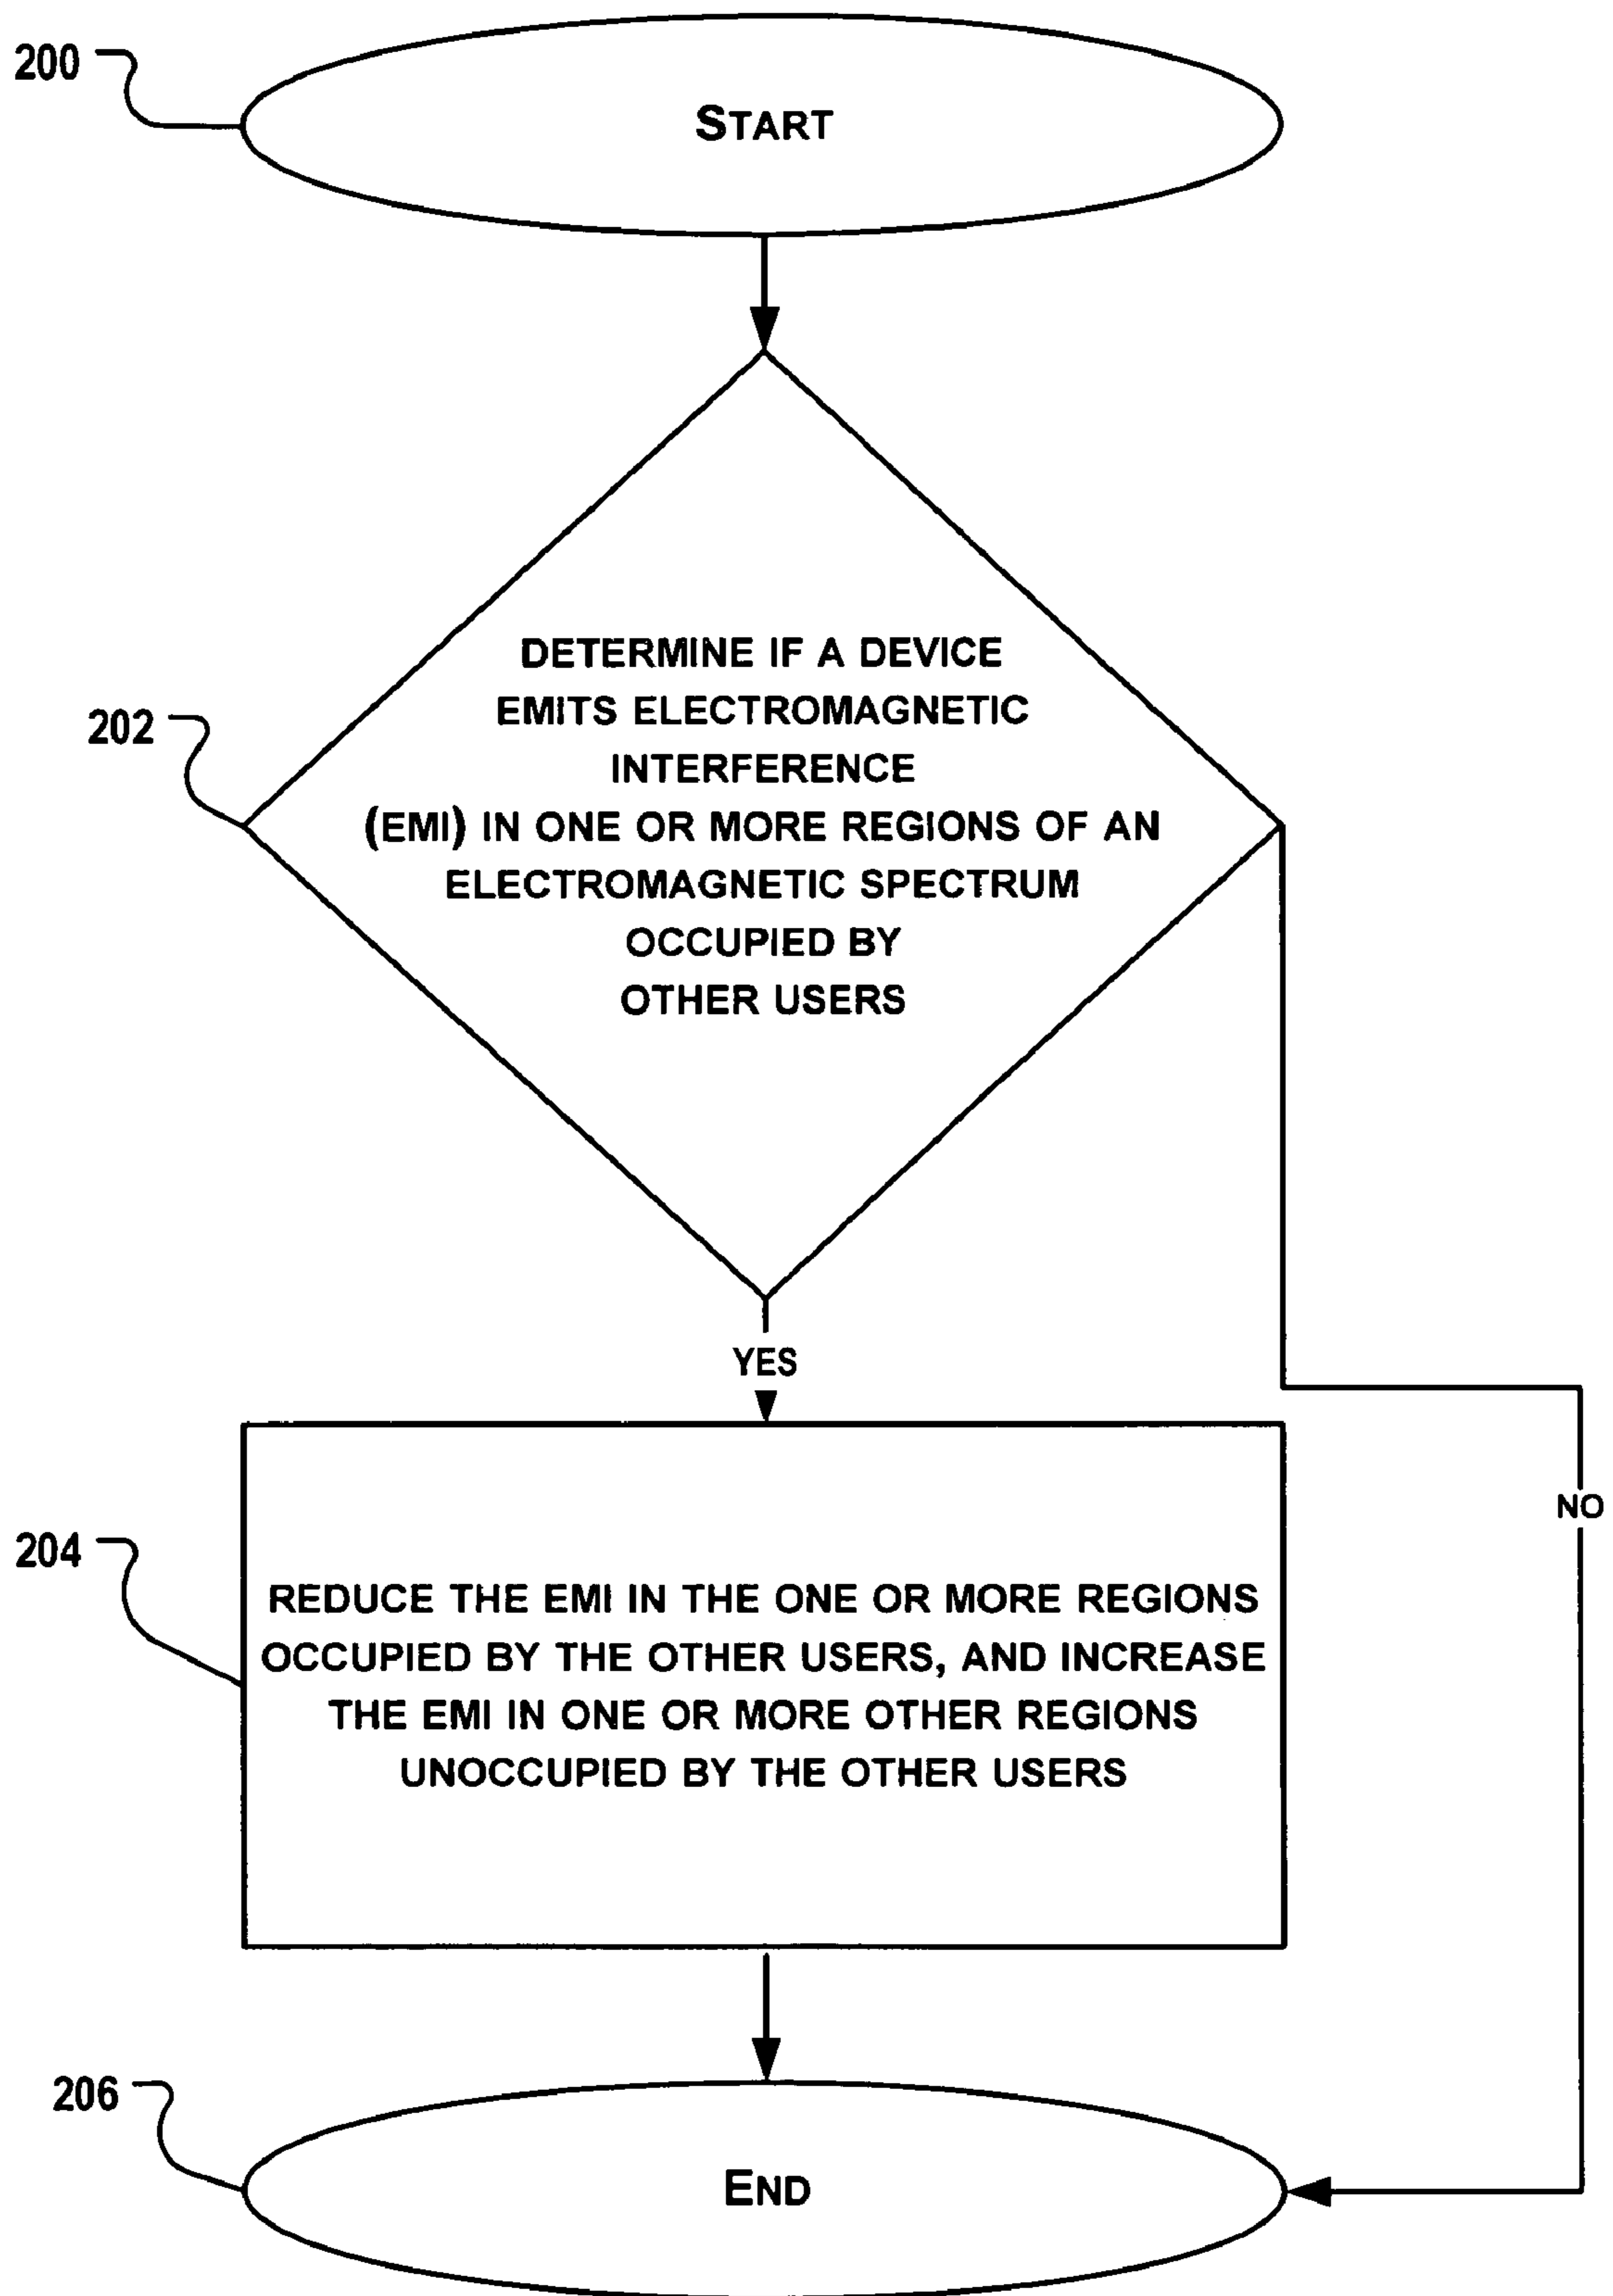 200
START
202
DETERMINE IF A DEVICE
EMITS ELECTROMAGNETIC
INTERFERENCE
(EMI) IN ONE OR MORE REGIONS OF AN
ELECTROMAGNETIC SPECTRUM
OCCUPIED BY
OTHER USERS
YES
NO
204
REDUCE THE EMI IN THE ONE OR MORE REGIONS
OCCUPIED BY THE OTHER USERS, AND INCREASE
THE EMI IN ONE OR MORE OTHER REGIONS
UNOCCUPIED BY THE OTHER USERS
206
END